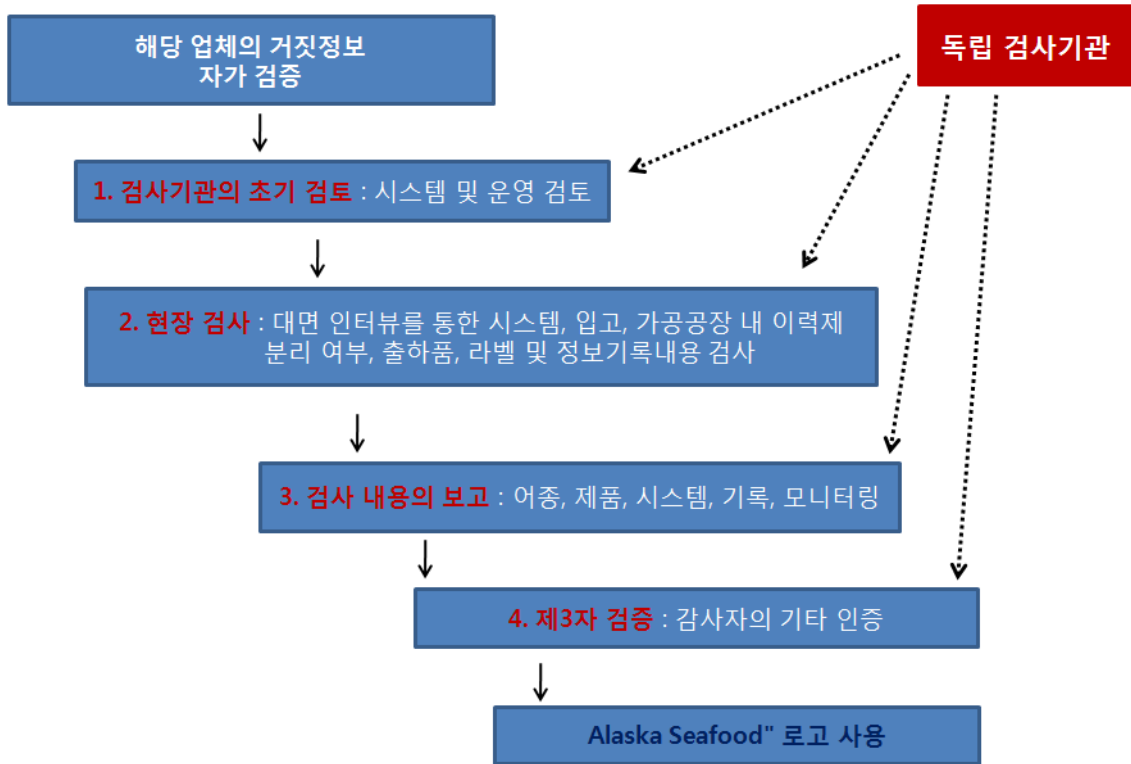 해당 업체의 거짓정보
자가 검증
독립 검사기관
1. 검사기관의 초기 검토 : 시스템 및 운영 검토
2. 현장 검사 : 대면 인터뷰를 통한 시스템, 입고, 가공공장 내 이력제
분리 여부, 출하품, 라벨 및 정보기록내용 검사
3. 검사 내용의 보고 : 어종, 제품, 시스템, 기록, 모니터링
4. 제3자 검증 : 감사자의 기타 인증
Alaska Seafood" 로고 사용